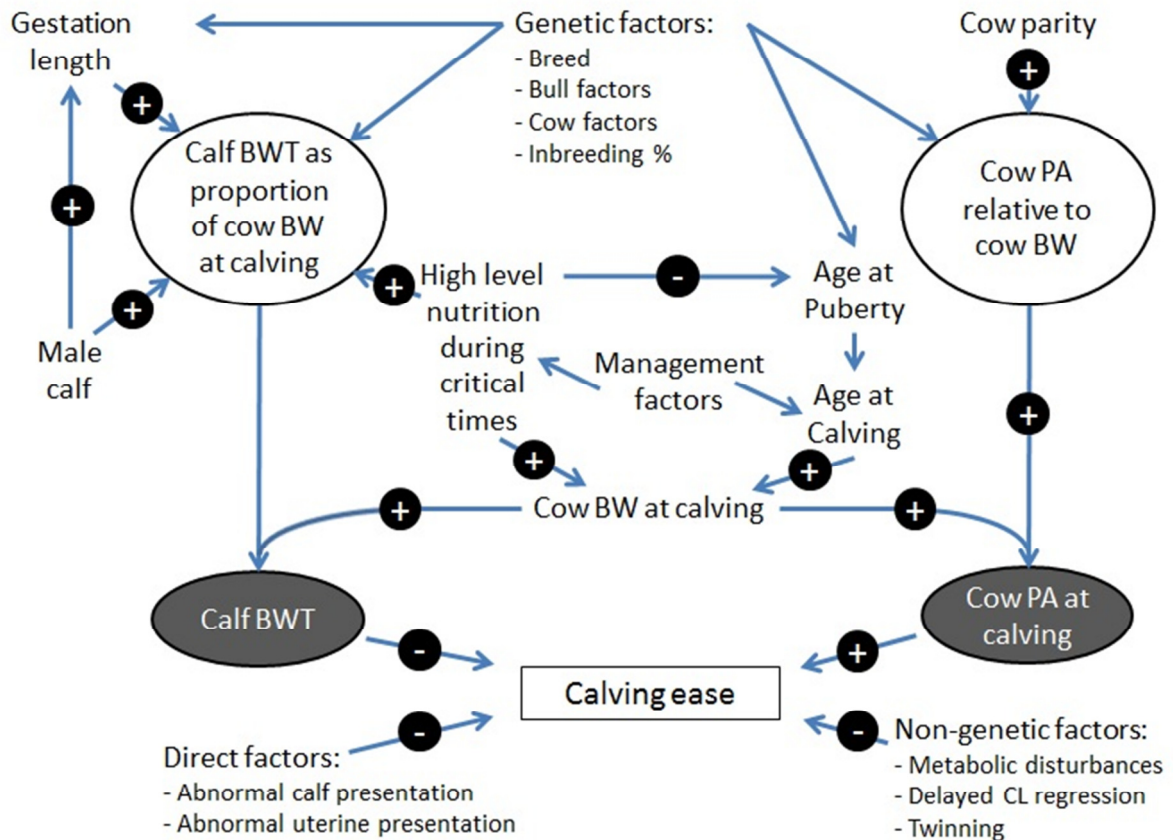 Gestation
length
Genetic factors:
- Breed
- Bull factors
- Cow factors
- Inbreeding %
Cow parity
+
+
Calf BWT as
proportion
of cow BW
at calving
Cow PA
relative to
cow BW
+
+
Male
calf
+
High level
nutrition
during
critical
times
-
Age at
Puberty
Management
factors
Age at
Calving
+
+
+
Cow BW at calving
+
+
Calf BWT
Cow PA at
calving
-
+
Calving ease
-
-
Direct factors:
- Abnormal calf presentation
- Abnormal uterine presentation
Non-genetic factors:
- Metabolic disturbances
- Delayed CL regression
- Twinning